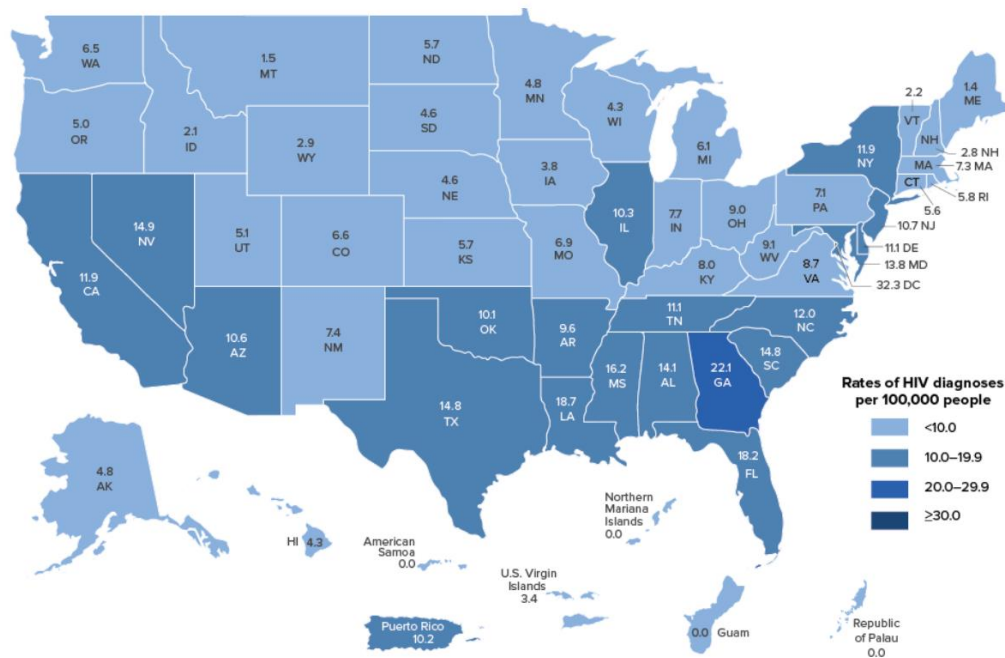 6.5
WA
1.5
MT
5.7
ND
4.8
MN
4.3
WI
6.1
MI
2.2
VT
1.4
ME
NH
2.8 NH
MA
7.3 MA
CT
5.8 RI
5.6
5.0
OR
2.1
ID
2.9
WY
4.6
SD
3.8
IA
11.9
NY
7.1
PA
10.7 NJ
11.1 DE
13.8 MD
32.3 DC
14.9
NV
5.1
UT
6.6
CO
4.6
NE
5.7
KS
6.9
MO
10.3
IL
7.7
IN
9.0
OH
9.1
WV
8.7
VA
8.0
KY
11.9
CA
10.6
AZ
7.4
NM
10.1
OK
9.6
AR
11.1
TN
12.0
NC
14.8
SC
14.8
TX
18.7
LA
16.2
MS
14.1
AL
22.1
GA
18.2
FL
Rates of HIV diagnoses
per 100,000 people
<10.0
10.0–19.9
20.0–29.9
≥30.0
4.8
AK
HI 4.3
American
Samoa
0.0
Northern
Mariana
Islands
0.0
U.S. Virgin
Islands
3.4
Puerto Rico
10.2
0.0 Guam
Republic
of Palau
0.0